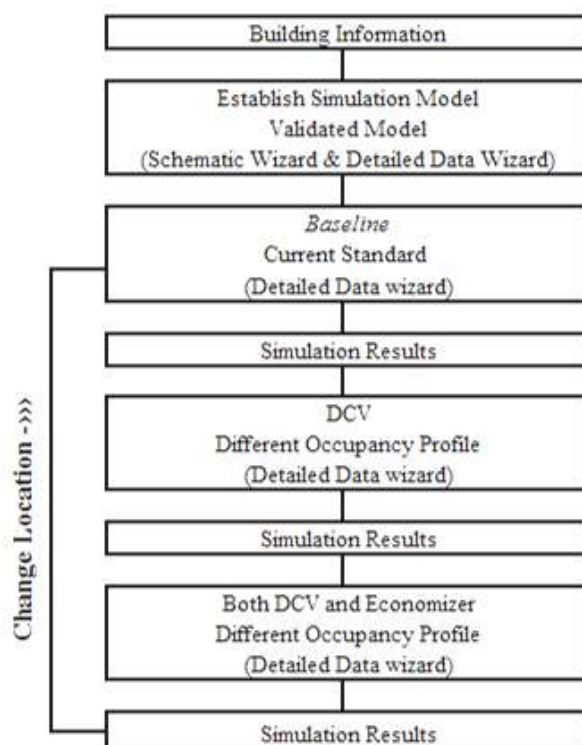 Building Information
Establish Simulation Model
Validated Model
(Schematic Wizard & Detailed Data Wizard)
Baseline
Current Standard
(Detailed Data wizard)
Simulation Results
DCV
Different Occupancy Profile
(Detailed Data wizard)
Simulation Results
Both DCV and Economizer
Different Occupancy Profile
(Detailed Data wizard)
Simulation Results
Change Location ->>>